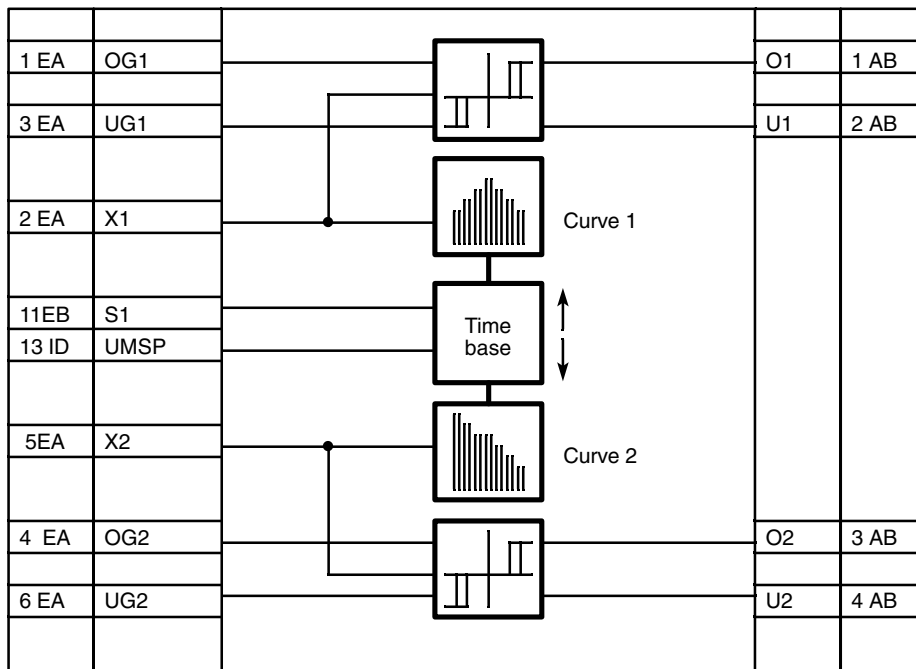 1 EA OG1 O1 1 AB
3 EA UG1 U1 2 AB
2 EA X1 Curve 1
11EB S1
Time
base
13 ID UMSP
5EA X2 Curve 2
4 EA OG2 O2 3 AB
6 EA UG2 U2 4 AB